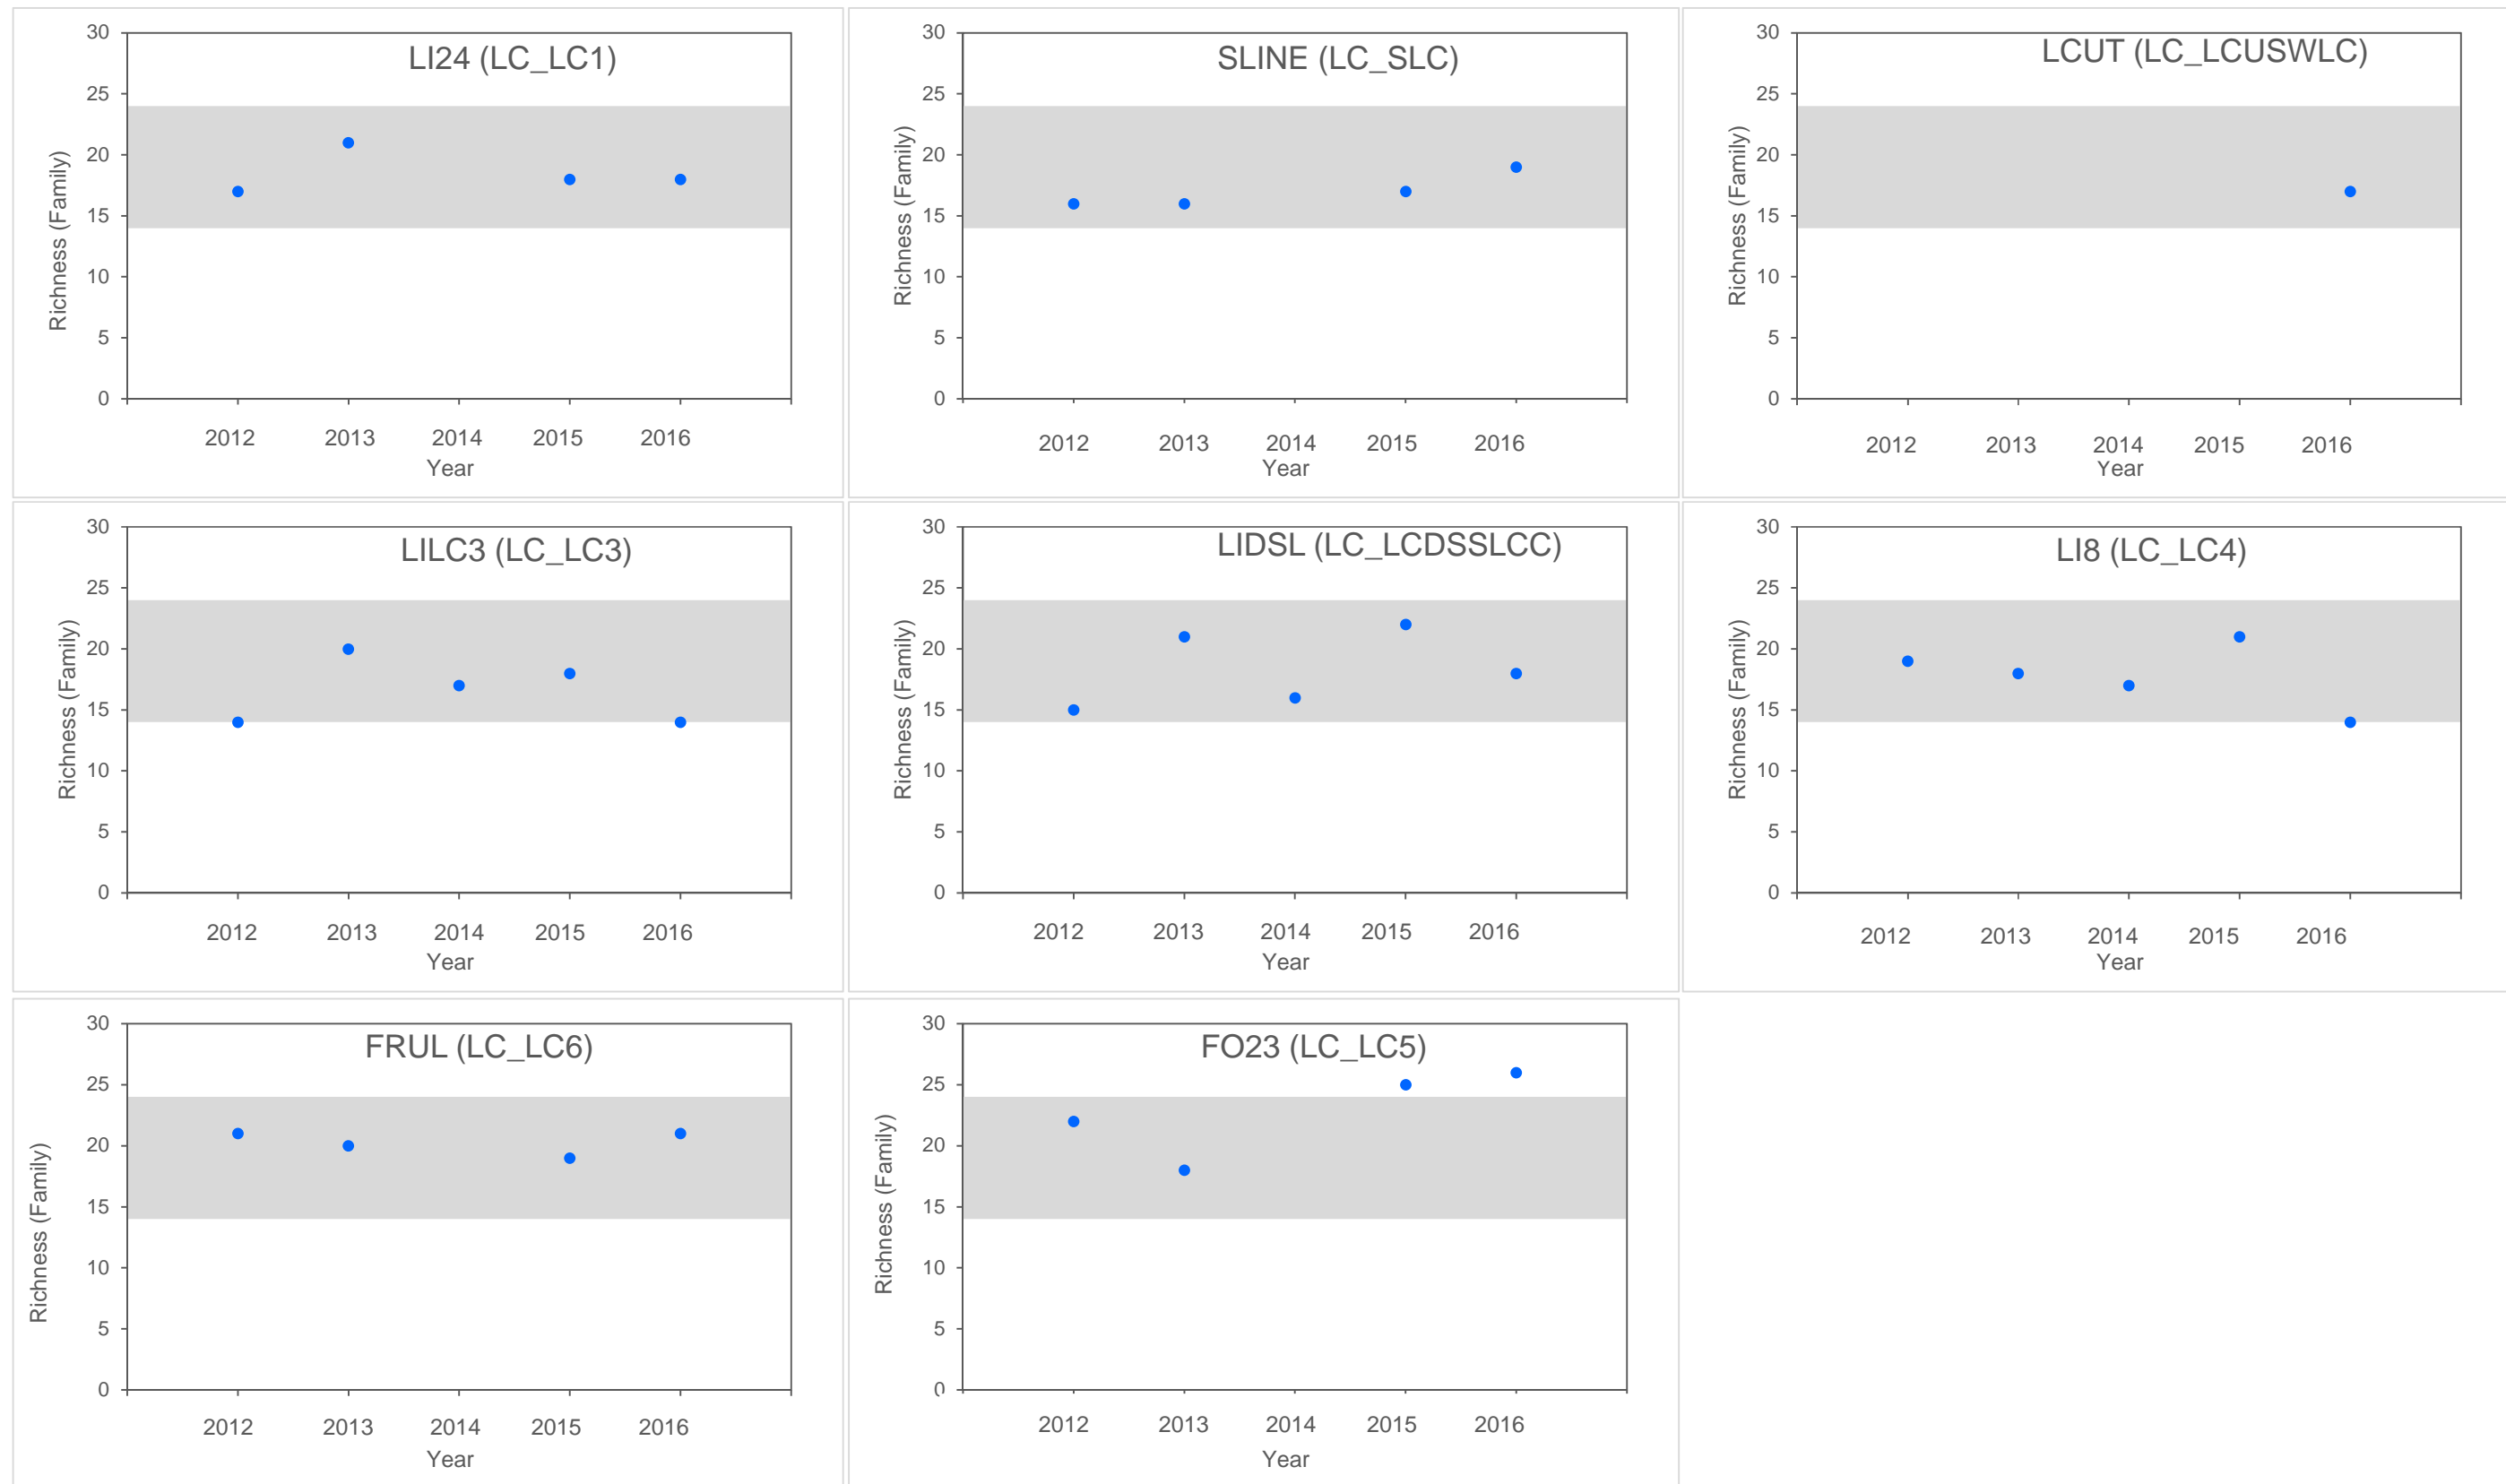 LI24 (LC_LC1)
Richness (Family)
30
25
20
15
10
5
0
2012 2013 2014 2015 2016
Year
SLINE (LC_SLC)
Richness (Family)
30
25
20
15
10
5
0
2012 2013 2014 2015 2016
Year
LCUT (LC_LCUSWLC)
Richness (Family)
30
25
20
15
10
5
0
2012 2013 2014 2015 2016
Year
LILC3 (LC_LC3)
Richness (Family)
30
25
20
15
10
5
0
2012 2013 2014 2015 2016
Year
LIDSL (LC_LCDSSLCC)
Richness (Family)
30
25
20
15
10
5
0
2012 2013 2014 2015 2016
Year
LI8 (LC_LC4)
Richness (Family)
30
25
20
15
10
5
0
2012 2013 2014 2015 2016
Year
FRUL (LC_LC6)
Richness (Family)
30
25
20
15
10
5
0
2012 2013 2014 2015 2016
Year
FO23 (LC_LC5)
Richness (Family)
30
25
20
15
10
5
0
2012 2013 2014 2015 2016
Year